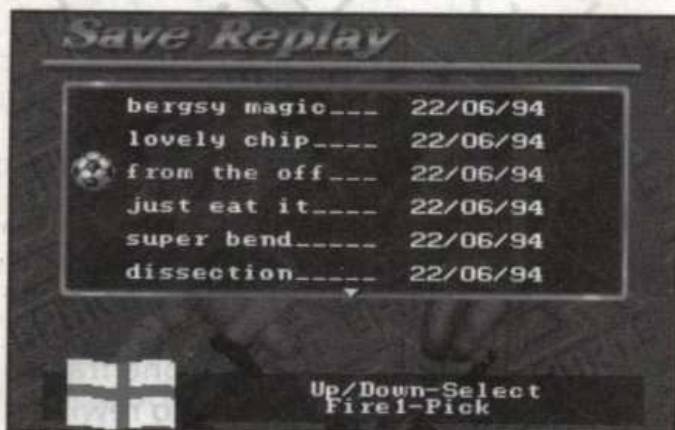 Save Replay
bergsy magic___ 22/06/94
lovely chip____ 22/06/94
from the off___ 22/06/94
just eat it____ 22/06/94
super bend_____ 22/06/94
dissection_____ 22/06/94
Up/Down-Select
Fire1-Pick